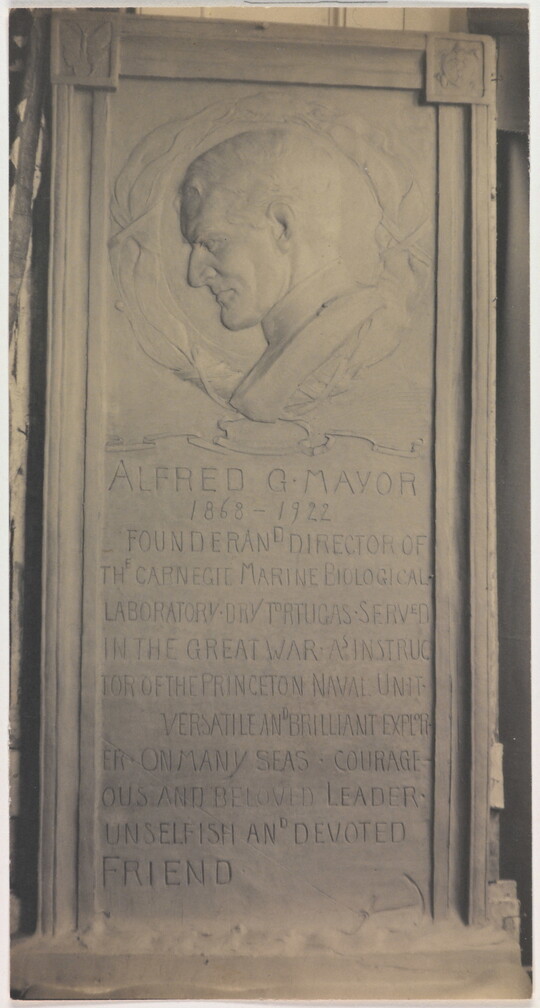 ALFRED G·MAYOR
1868–1922
FOUNDER AND DIRECTOR OF
THE CARNEGIE MARINE BIOLOGICAL
LABORATORY·DRY TORTUGAS·SERVED
IN THE GREAT WAR·AS INSTRUC
TOR OF THE PRINCETON NAVAL UNIT·
VERSATILE AND BRILLIANT EXPLOR
ER·ON MANY SEAS·COURAGE-
OUS AND BELOVED LEADER·
UNSELFISH AND DEVOTED
FRIEND